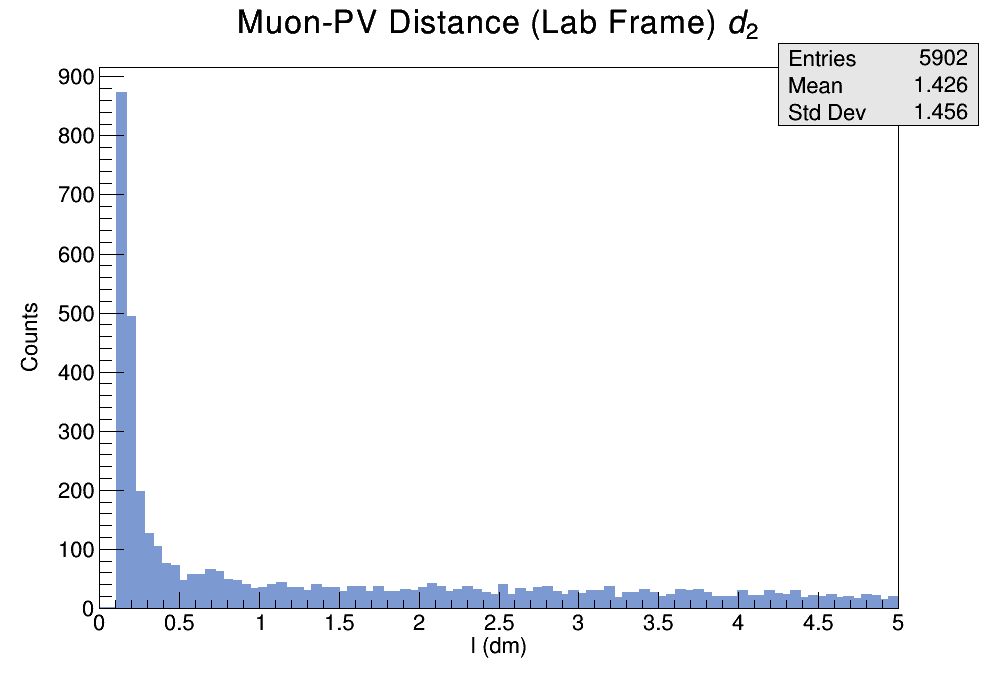 Muon-PV Distance (Lab Frame) d₂
Entries 5902
Mean 1.426
Std Dev 1.456
900
800
700
600
500
400
300
200
100
0
Counts
0 0.5 1 1.5 2 2.5 3 3.5 4 4.5 5
l (dm)